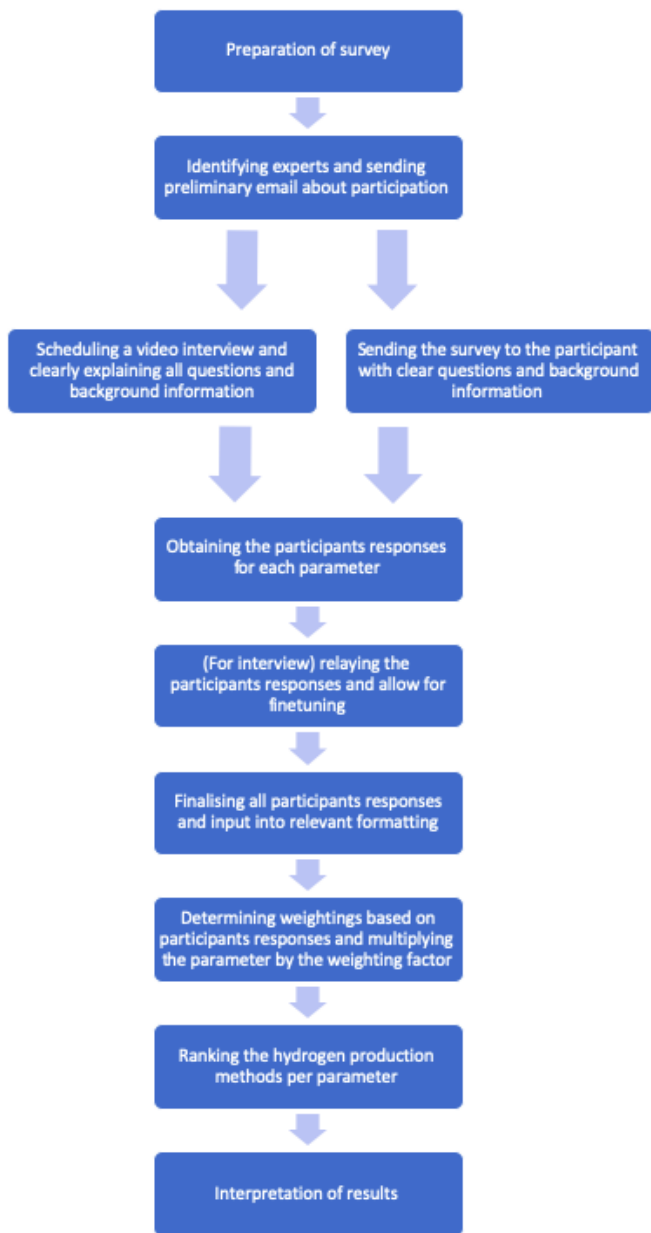 Preparation of survey
Identifying experts and sending
preliminary email about participation
Scheduling a video interview and
clearly explaining all questions and
background information
Sending the survey to the participant
with clear questions and background
information
Obtaining the participants responses
for each parameter
(For interview) relaying the
participants responses and allow for
finetuning
Finalising all participants responses
and input into relevant formatting
Determining weightings based on
participants responses and multiplying
the parameter by the weighting factor
Ranking the hydrogen production
methods per parameter
Interpretation of results